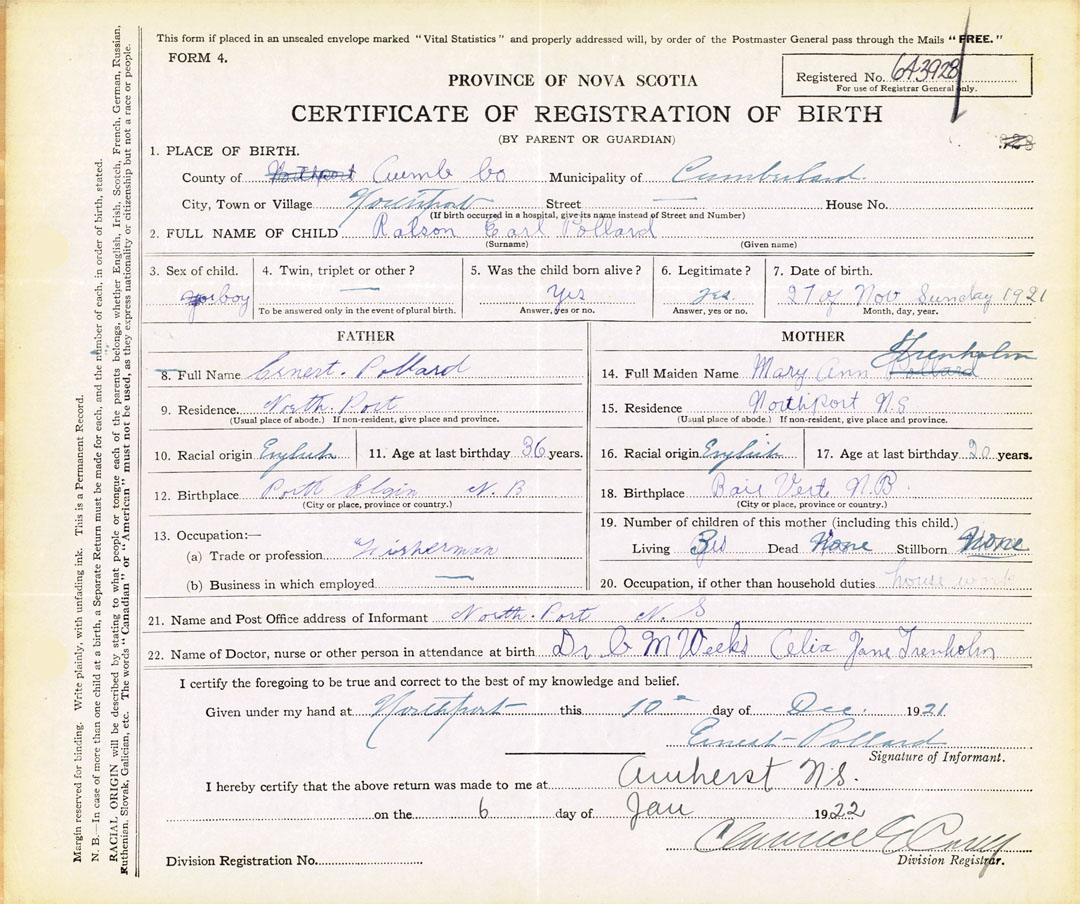 This form if placed in an unsealed envelope marked "Vital Statistics" and properly addressed will, by order of the Postmaster General pass through the Mails "FREE."
FORM 4.
Registered No. 643928
For use of Registrar General only.
PROVINCE OF NOVA SCOTIA
CERTIFICATE OF REGISTRATION OF BIRTH
(BY PARENT OR GUARDIAN)
1. PLACE OF BIRTH.
County of Northport Cumb Co Municipality of Cumberland
City, Town or Village Northport Street — House No.
(If birth occurred in a hospital, give its name instead of Street and Number)
2. FULL NAME OF CHILD Ralson Earl Pollard
(Surname) (Given name)
3. Sex of child. 4. Twin, triplet or other? 5. Was the child born alive? 6. Legitimate? 7. Date of birth.
boy — Yes yes. 27 of Nov Sunday 1921
To be answered only in the event of plural birth. Answer, yes or no. Answer, yes or no. Month, day, year.
FATHER MOTHER
8. Full Name Ernest Pollard 14. Full Maiden Name Mary Ann Pollard Trenholm
9. Residence North Port 15. Residence Northport N.S
(Usual place of abode.) If non-resident, give place and province. (Usual place of abode.) If non-resident, give place and province.
10. Racial origin English 11. Age at last birthday 36 years. 16. Racial origin English 17. Age at last birthday 20 years.
12. Birthplace Porth Elgin N.B 18. Birthplace Baie Vert N.B.
(City or place, province or country.) (City or place, province or country.)
13. Occupation:— 19. Number of children of this mother (including this child.)
(a) Trade or profession Fisherman Living Dead None Stillborn None
(b) Business in which employed — 20. Occupation, if other than household duties house work
21. Name and Post Office address of Informant North Port N.S
22. Name of Doctor, nurse or other person in attendance at birth Dr C M Weeks Celia Jane Trenholm
I certify the foregoing to be true and correct to the best of my knowledge and belief.
Given under my hand at Northport this 10th day of Dec. 1921
Ernest Pollard
Signature of Informant.
I hereby certify that the above return was made to me at Amherst N.S.
on the 6 day of Jan 1922
Division Registrar.
Division Registration No.
Margin reserved for binding. Write plainly, with unfading ink. This is a Permanent Record.
N. B.—In case of more than one child at a birth, a Separate Return must be made for each, and the number of each, in order of birth, stated.
RACIAL ORIGIN will be described by stating to what people or tongue each of the parents belongs, whether English, Irish, Scotch, French, German, Russian,
Ruthenian, Slovak, Galician, etc. The words "Canadian" or "American" must not be used, as they express nationality or citizenship but not a race or people.